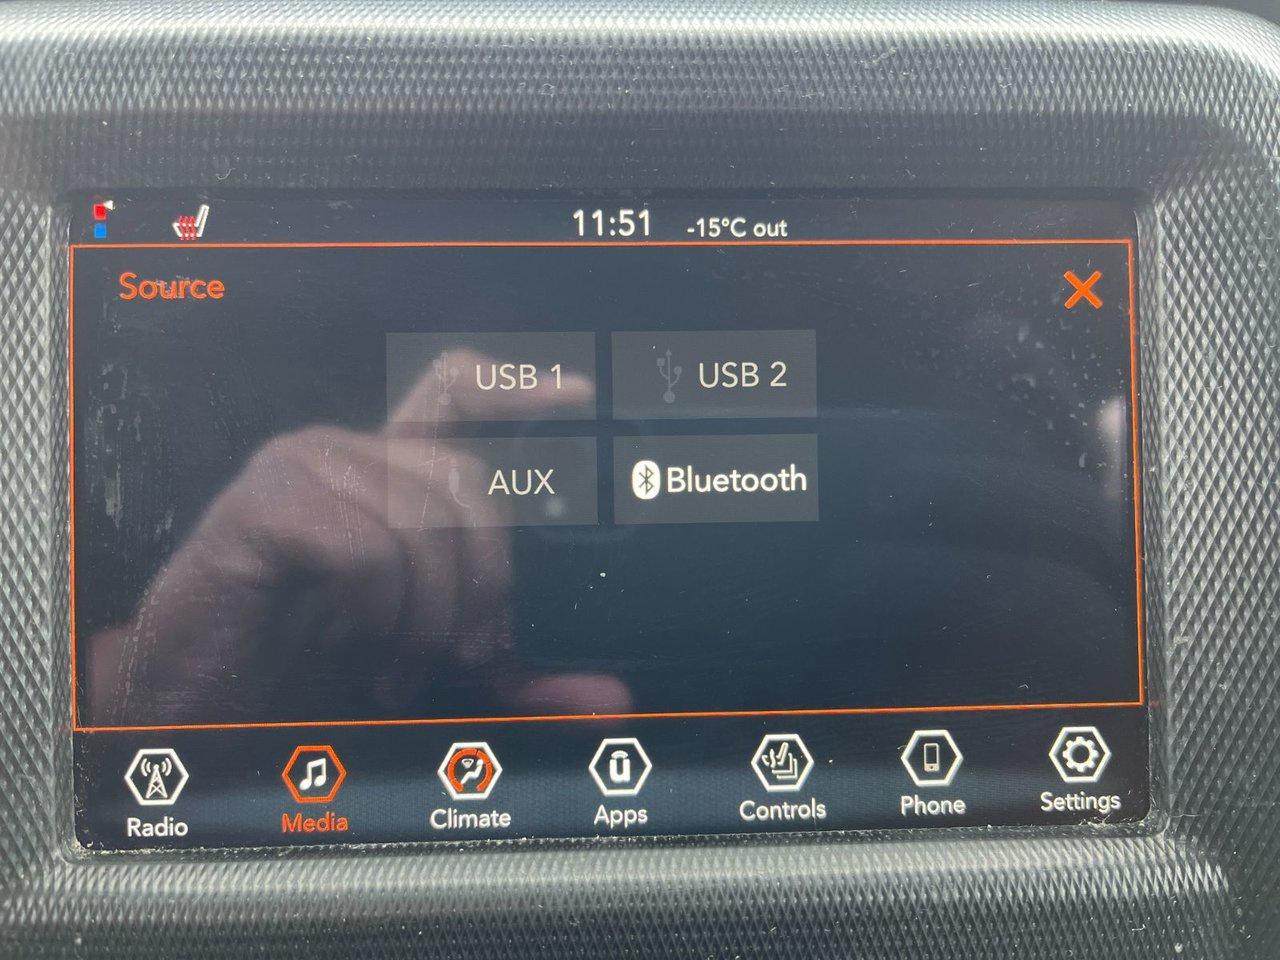 11:51 -15°C out
Source
USB 1 USB 2
AUX Bluetooth
Radio Media Climate Apps Controls Phone Settings